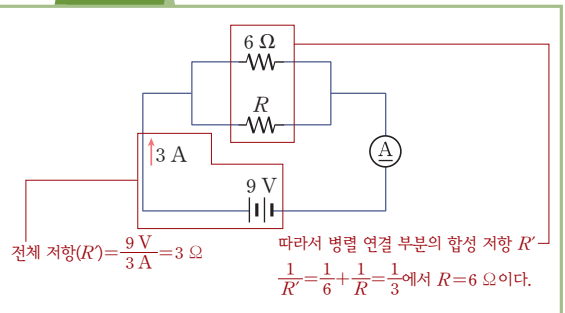 6 Ω
R
A
3 A
9 V
전체 저항(R′)=9 V/3 A=3 Ω
따라서 병렬 연결 부분의 합성 저항 R′
1/R′=1/6+1/R=1/3에서 R=6 Ω이다.